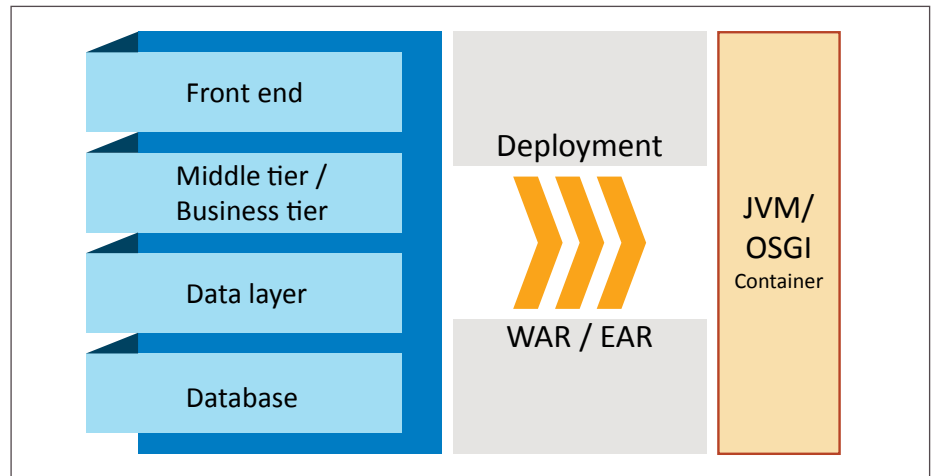 Front end
Middle tier /
Business tier
Data layer
Database
Deployment
WAR / EAR
JVM/
OSGI
Container